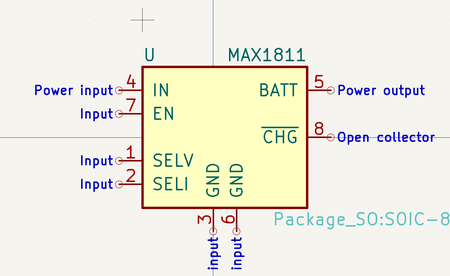 U MAX1811
Power input 4 IN BATT 5 Power output
Input 7 EN
CHG 8 Open collector
Input 1 SELV
Input 2 SELI
GND GND
3 6
Package_SO:SOIC-8
input input